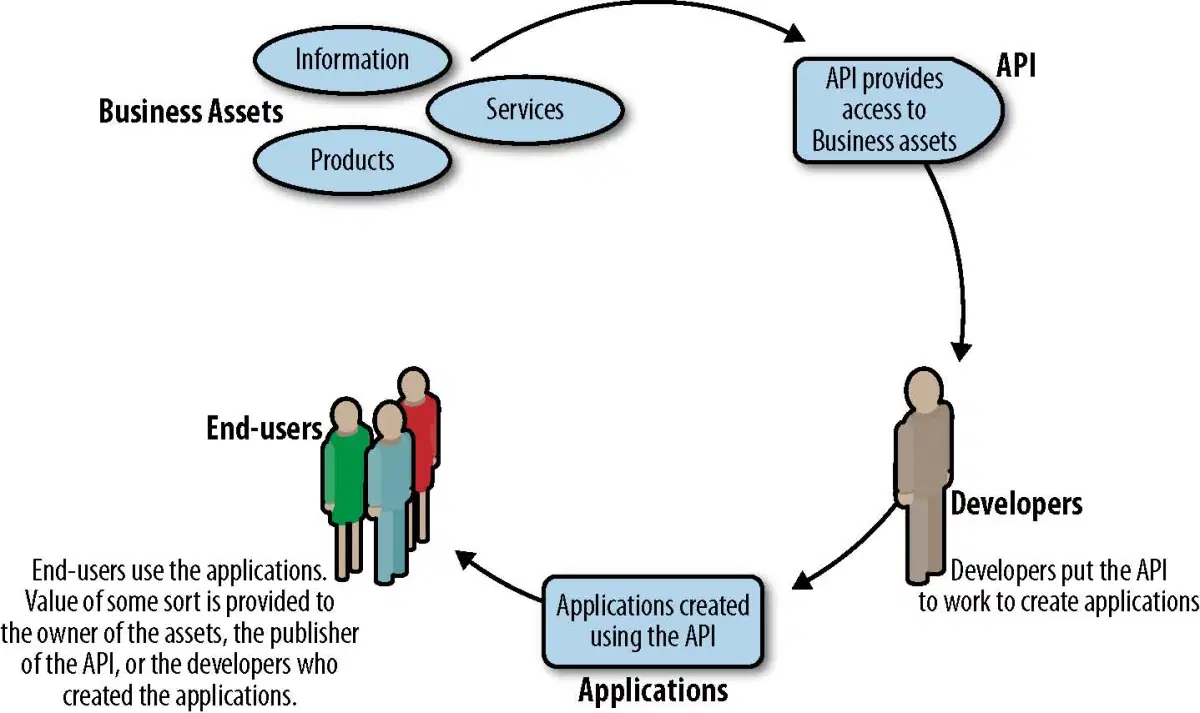 Information
Business Assets
Services
Products
API
API provides
access to
Business assets
End-users
End-users use the applications.
Value of some sort is provided to
the owner of the assets, the publisher
of the API, or the developers who
created the applications.
Developers
Developers put the API
to work to create applications
Applications created
using the API
Applications